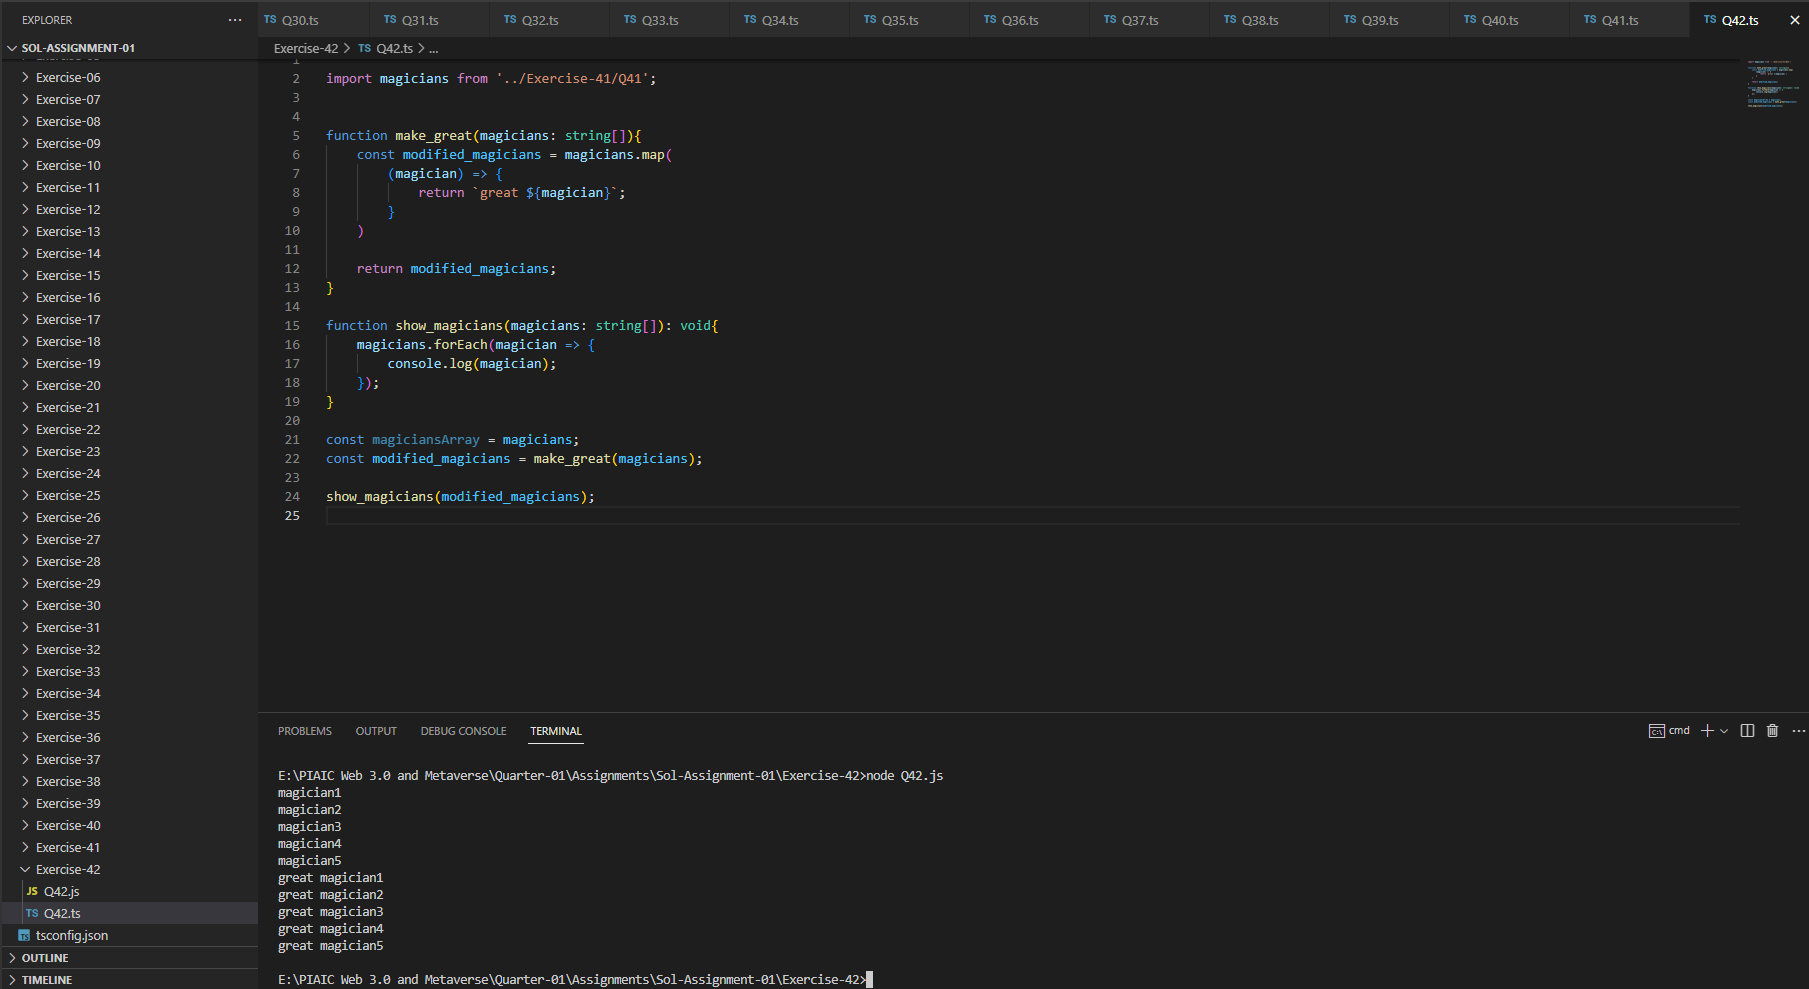 EXPLORER
SOL-ASSIGNMENT-01
Exercise-06
Exercise-07
Exercise-08
Exercise-09
Exercise-10
Exercise-11
Exercise-12
Exercise-13
Exercise-14
Exercise-15
Exercise-16
Exercise-17
Exercise-18
Exercise-19
Exercise-20
Exercise-21
Exercise-22
Exercise-23
Exercise-24
Exercise-25
Exercise-26
Exercise-27
Exercise-28
Exercise-29
Exercise-30
Exercise-31
Exercise-32
Exercise-33
Exercise-34
Exercise-35
Exercise-36
Exercise-37
Exercise-38
Exercise-39
Exercise-40
Exercise-41
Exercise-42
JS Q42.js
TS Q42.ts
TS tsconfig.json
OUTLINE
TIMELINE
TS Q30.ts TS Q31.ts TS Q32.ts TS Q33.ts TS Q34.ts TS Q35.ts TS Q36.ts TS Q37.ts TS Q38.ts TS Q39.ts TS Q40.ts TS Q41.ts TS Q42.ts
Exercise-42 > TS Q42.ts > ...
1
2 import magicians from '../Exercise-41/Q41';
3
4
5 function make_great(magicians: string[]){
6 const modified_magicians = magicians.map(
7 (magician) => {
8 return `great ${magician}`;
9 }
10 )
11
12 return modified_magicians;
13 }
14
15 function show_magicians(magicians: string[]): void{
16 magicians.forEach(magician => {
17 console.log(magician);
18 });
19 }
20
21 const magiciansArray = magicians;
22 const modified_magicians = make_great(magicians);
23
24 show_magicians(modified_magicians);
25
PROBLEMS OUTPUT DEBUG CONSOLE TERMINAL
cmd
E:\PIAIC Web 3.0 and Metaverse\Quarter-01\Assignments\Sol-Assignment-01\Exercise-42>node Q42.js
magician1
magician2
magician3
magician4
magician5
great magician1
great magician2
great magician3
great magician4
great magician5
E:\PIAIC Web 3.0 and Metaverse\Quarter-01\Assignments\Sol-Assignment-01\Exercise-42>